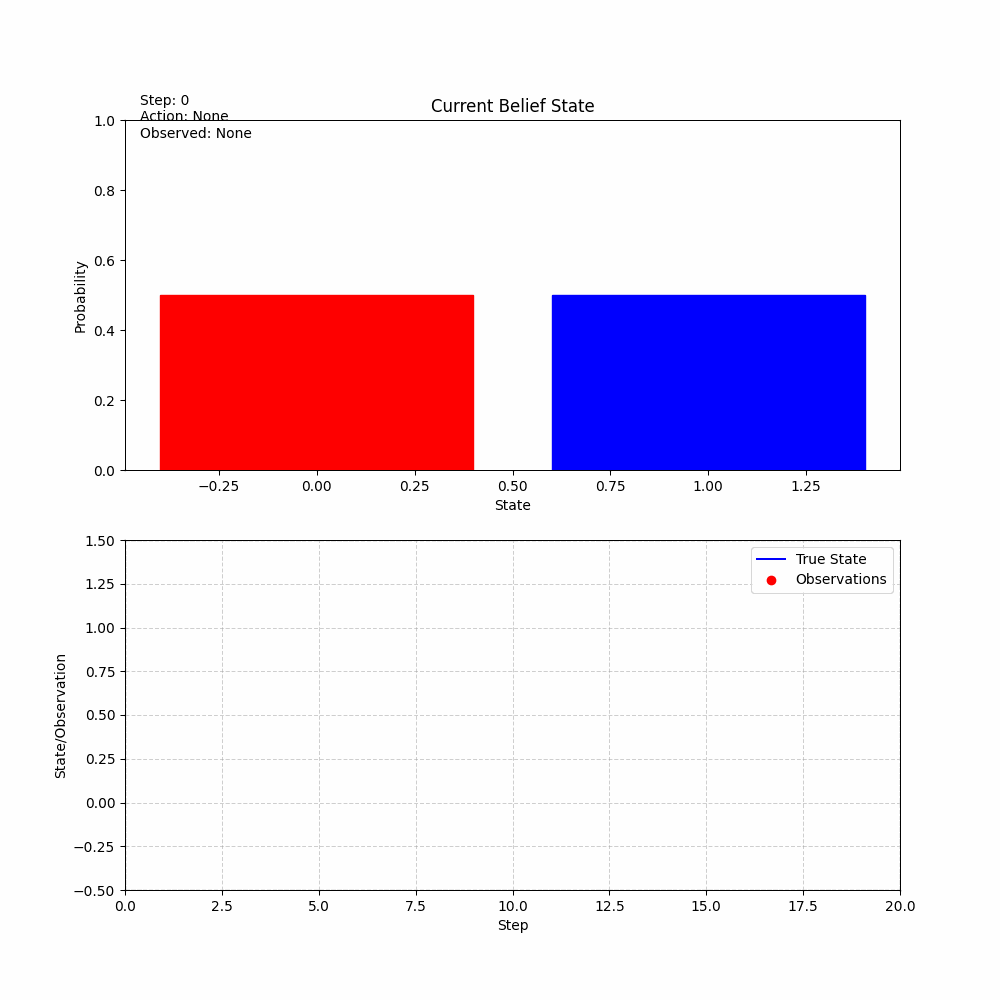 Step: 0
Action: None
Observed: None
Current Belief State
Probability
1.0
0.8
0.6
0.4
0.2
0.0
−0.25 0.00 0.25 0.50 0.75 1.00 1.25
State
True State
Observations
State/Observation
1.50
1.25
1.00
0.75
0.50
0.25
0.00
−0.25
−0.50
0.0 2.5 5.0 7.5 10.0 12.5 15.0 17.5 20.0
Step